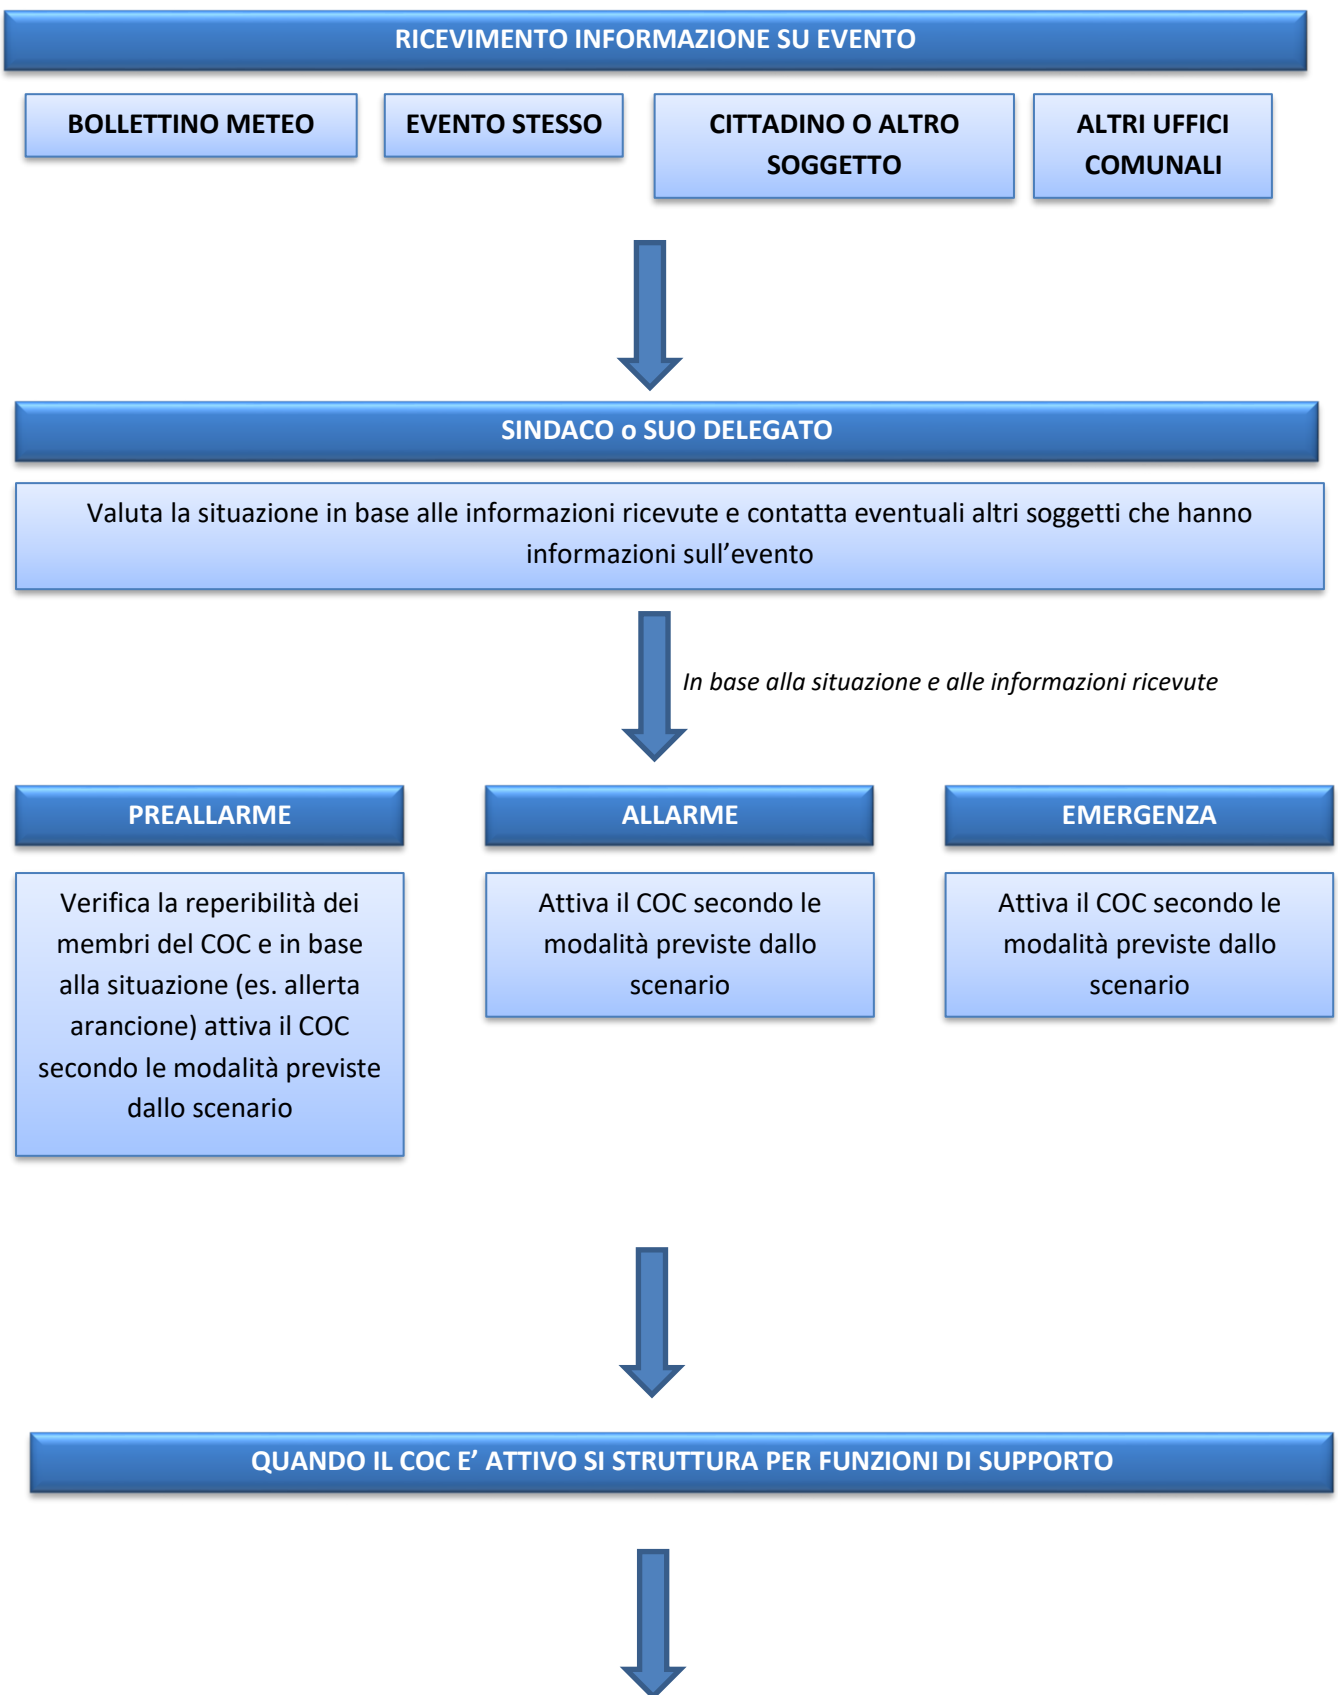 RICEVIMENTO INFORMAZIONE SU EVENTO
BOLLETTINO METEO
EVENTO STESSO
CITTADINO O ALTRO
SOGGETTO
ALTRI UFFICI
COMUNALI
SINDACO o SUO DELEGATO
Valuta la situazione in base alle informazioni ricevute e contatta eventuali altri soggetti che hanno
informazioni sull’evento
In base alla situazione e alle informazioni ricevute
PREALLARME
Verifica la reperibilità dei
membri del COC e in base
alla situazione (es. allerta
arancione) attiva il COC
secondo le modalità previste
dallo scenario
ALLARME
Attiva il COC secondo le
modalità previste dallo
scenario
EMERGENZA
Attiva il COC secondo le
modalità previste dallo
scenario
QUANDO IL COC E’ ATTIVO SI STRUTTURA PER FUNZIONI DI SUPPORTO